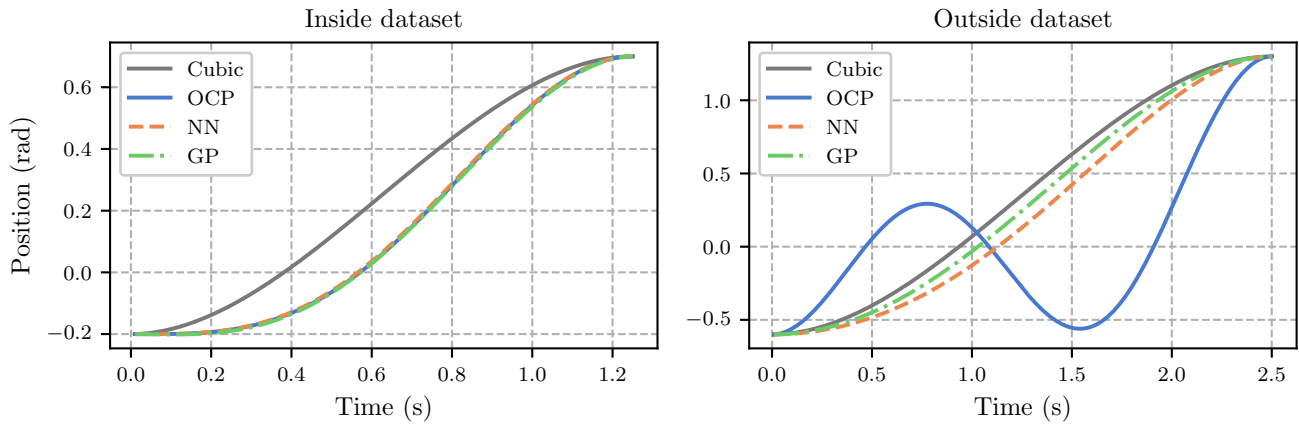 Inside dataset
Cubic
OCP
NN
GP
0.6
0.4
0.2
0.0
−0.2
0.0
0.2
0.4
0.6
0.8
1.0
1.2
Time (s)
Position (rad)
Outside dataset
Cubic
OCP
NN
GP
1.0
0.5
0.0
−0.5
0.0
0.5
1.0
1.5
2.0
2.5
Time (s)